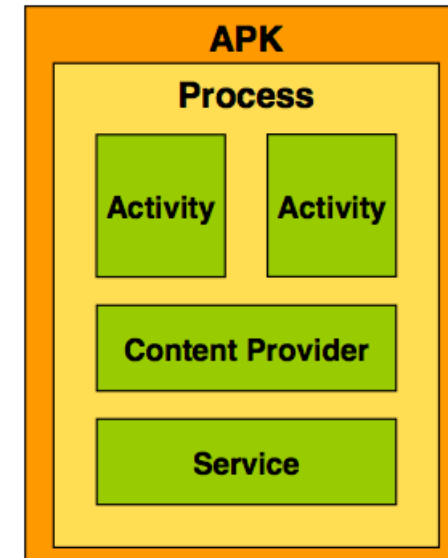 APK
Process
Activity Activity
Content Provider
Service